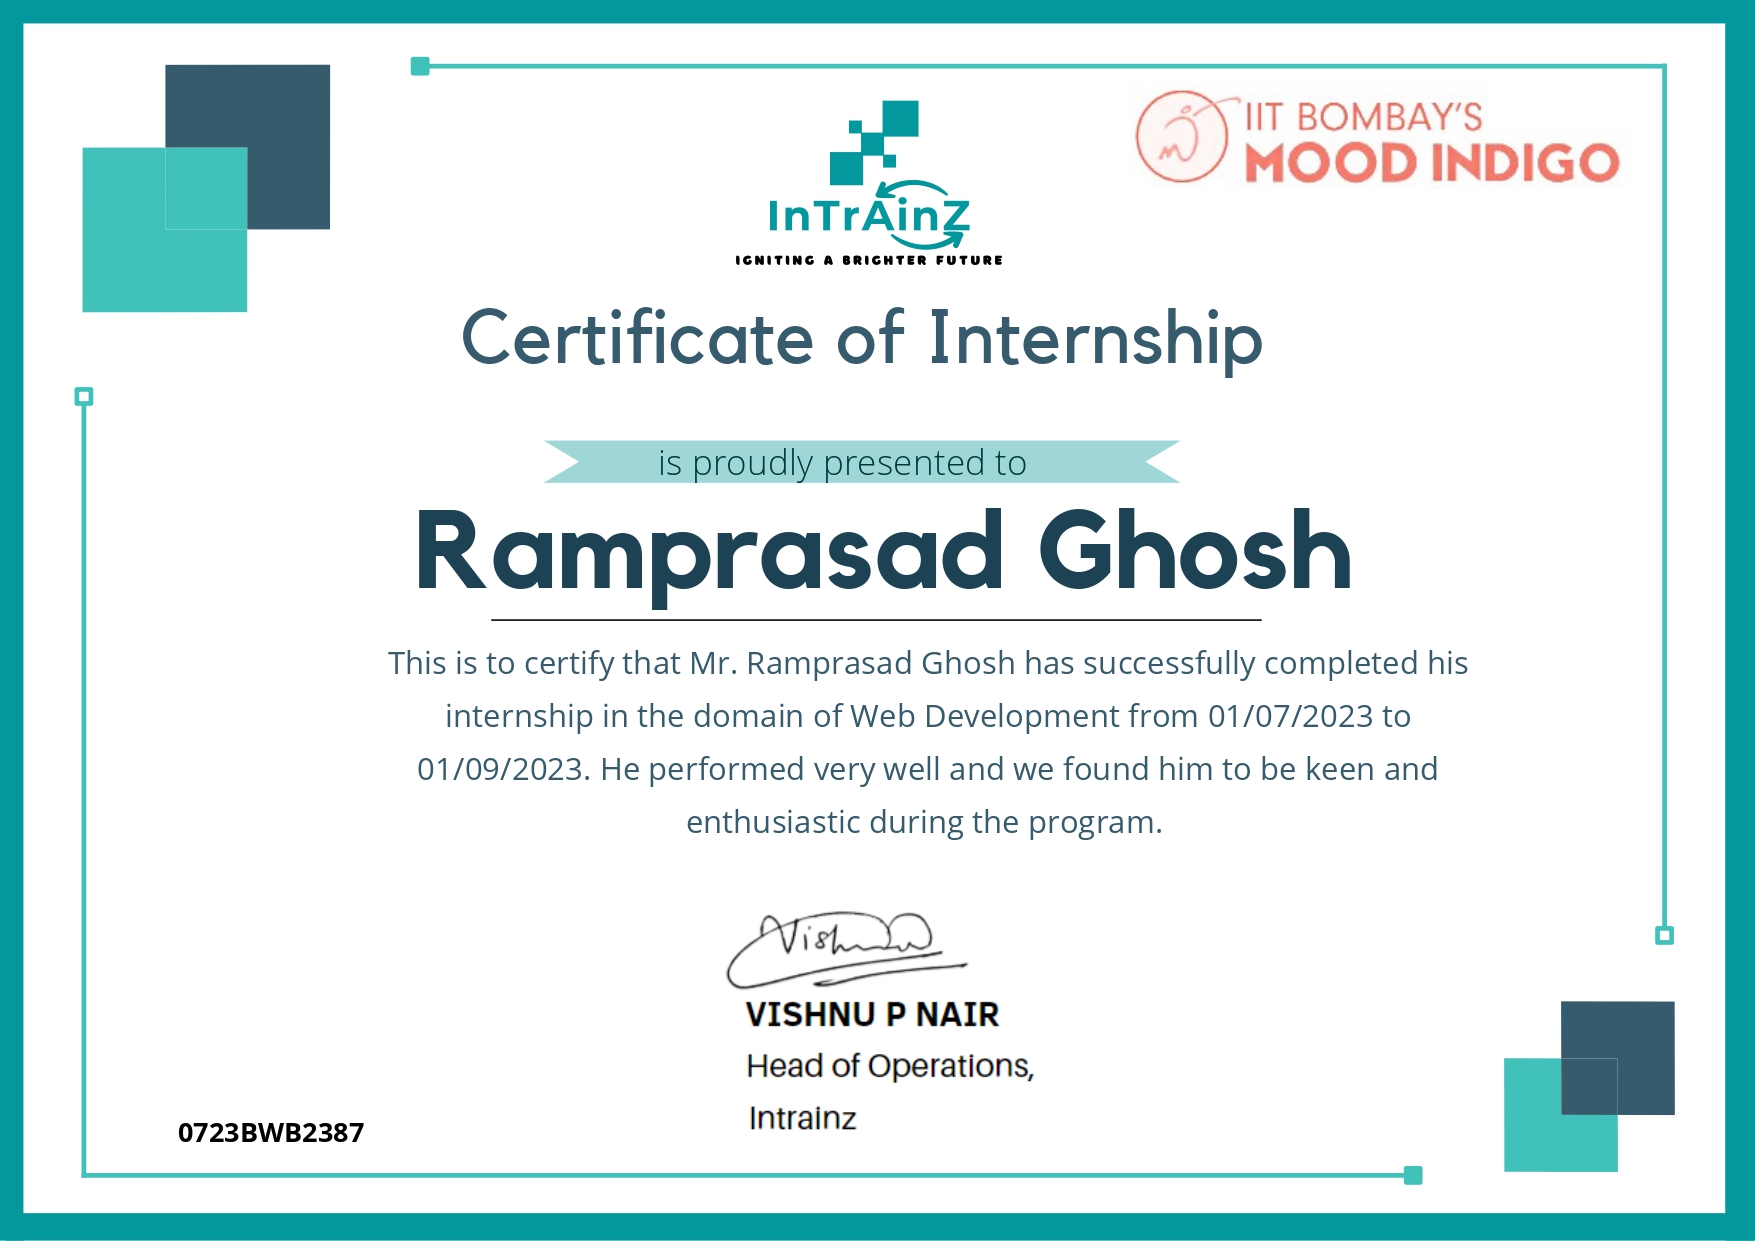 IIT BOMBAY'S
MOOD INDIGO
InTrAinZ
IGNITING A BRIGHTER FUTURE
Certificate of Internship
is proudly presented to
Ramprasad Ghosh
This is to certify that Mr. Ramprasad Ghosh has successfully completed his
internship in the domain of Web Development from 01/07/2023 to
01/09/2023. He performed very well and we found him to be keen and
enthusiastic during the program.
Vishnu
VISHNU P NAIR
Head of Operations,
Intrainz
0723BWB2387